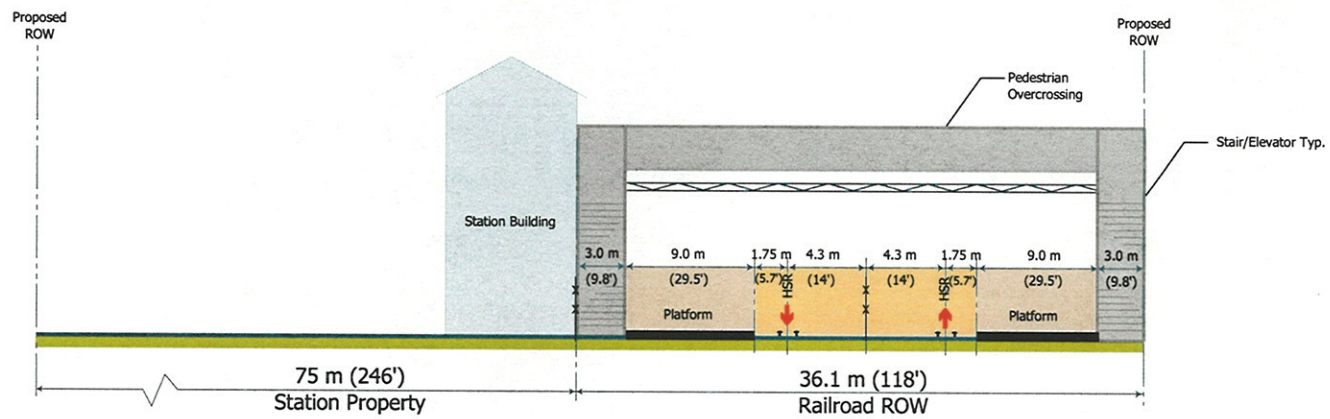 Proposed
ROW
Proposed
ROW
Pedestrian
Overcrossing
Stair/Elevator Typ.
Station Building
3.0 m
(9.8')
9.0 m
(29.5')
1.75 m
(5.7')
4.3 m
(14')
4.3 m
(14')
1.75 m
(5.7')
9.0 m
(29.5')
3.0 m
(9.8')
HSR
HSR
Platform
Platform
75 m (246')
Station Property
36.1 m (118')
Railroad ROW